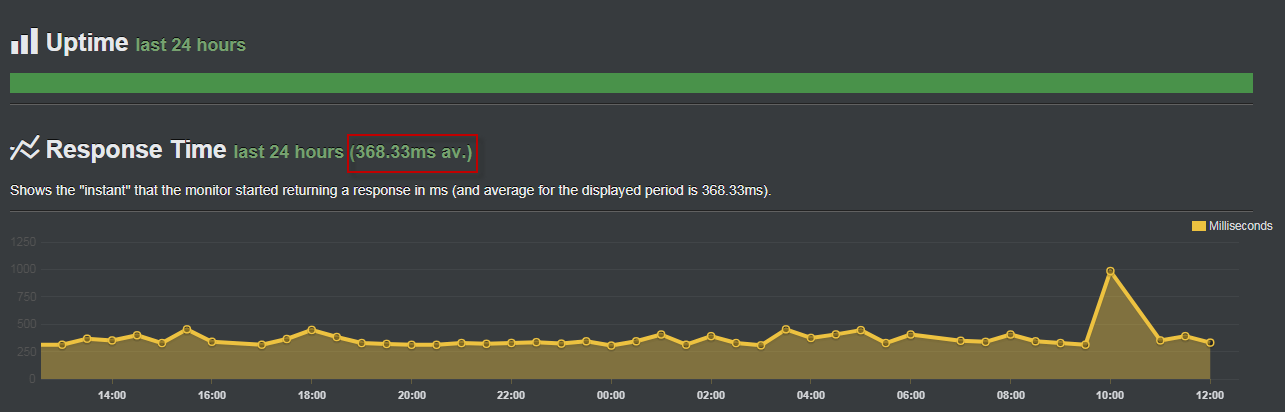 Uptime last 24 hours
Response Time last 24 hours (368.33ms av.)
Shows the "instant" that the monitor started returning a response in ms (and average for the displayed period is 368.33ms).
Milliseconds
1250
1000
750
500
250
0
14:00 16:00 18:00 20:00 22:00 00:00 02:00 04:00 06:00 08:00 10:00 12:00